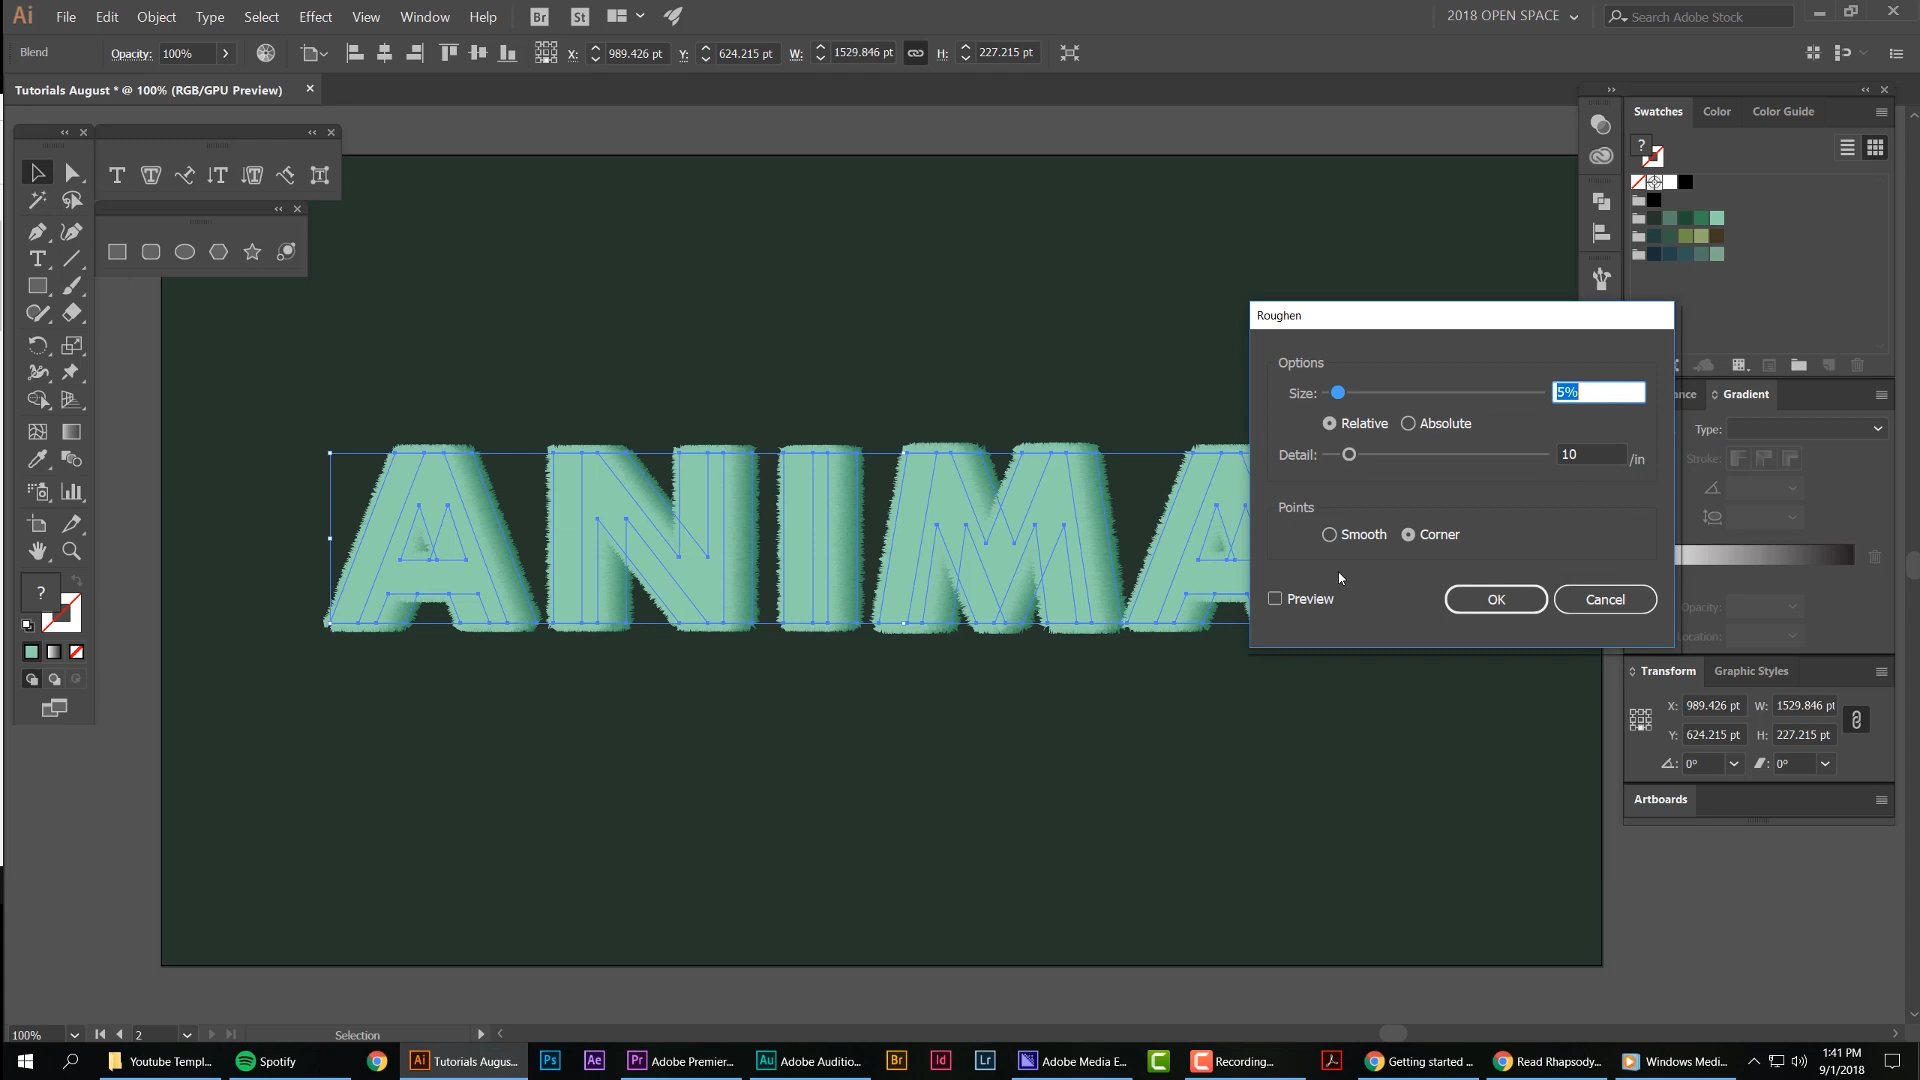 Ai File Edit Object Type Select Effect View Window Help Br St 2018 OPEN SPACE Search Adobe Stock
Blend Opacity: 100% X: 989.426 pt Y: 624.215 pt W: 1529.846 pt H: 227.215 pt
Tutorials August * @ 100% (RGB/GPU Preview)
Swatches Color Color Guide
?
Roughen
Options
Size: 5%
Relative Absolute
Detail: 10 /in
Points
Smooth Corner
Preview OK Cancel
ance Gradient
Type:
Stroke:
Opacity:
Location:
ANIMA
?
Transform Graphic Styles
X: 989.426 pt W: 1529.846 pt
Y: 624.215 pt H: 227.215 pt
0° 0°
Artboards
100% 2 Selection
Youtube Templ... Spotify Ai Tutorials Augus... Ps Ae Pr Adobe Premier... Au Adobe Auditio... Br Id Lr Adobe Media E... C C Recording... Getting started ... Read Rhapsody... Windows Medi...
1:41 PM
9/1/2018